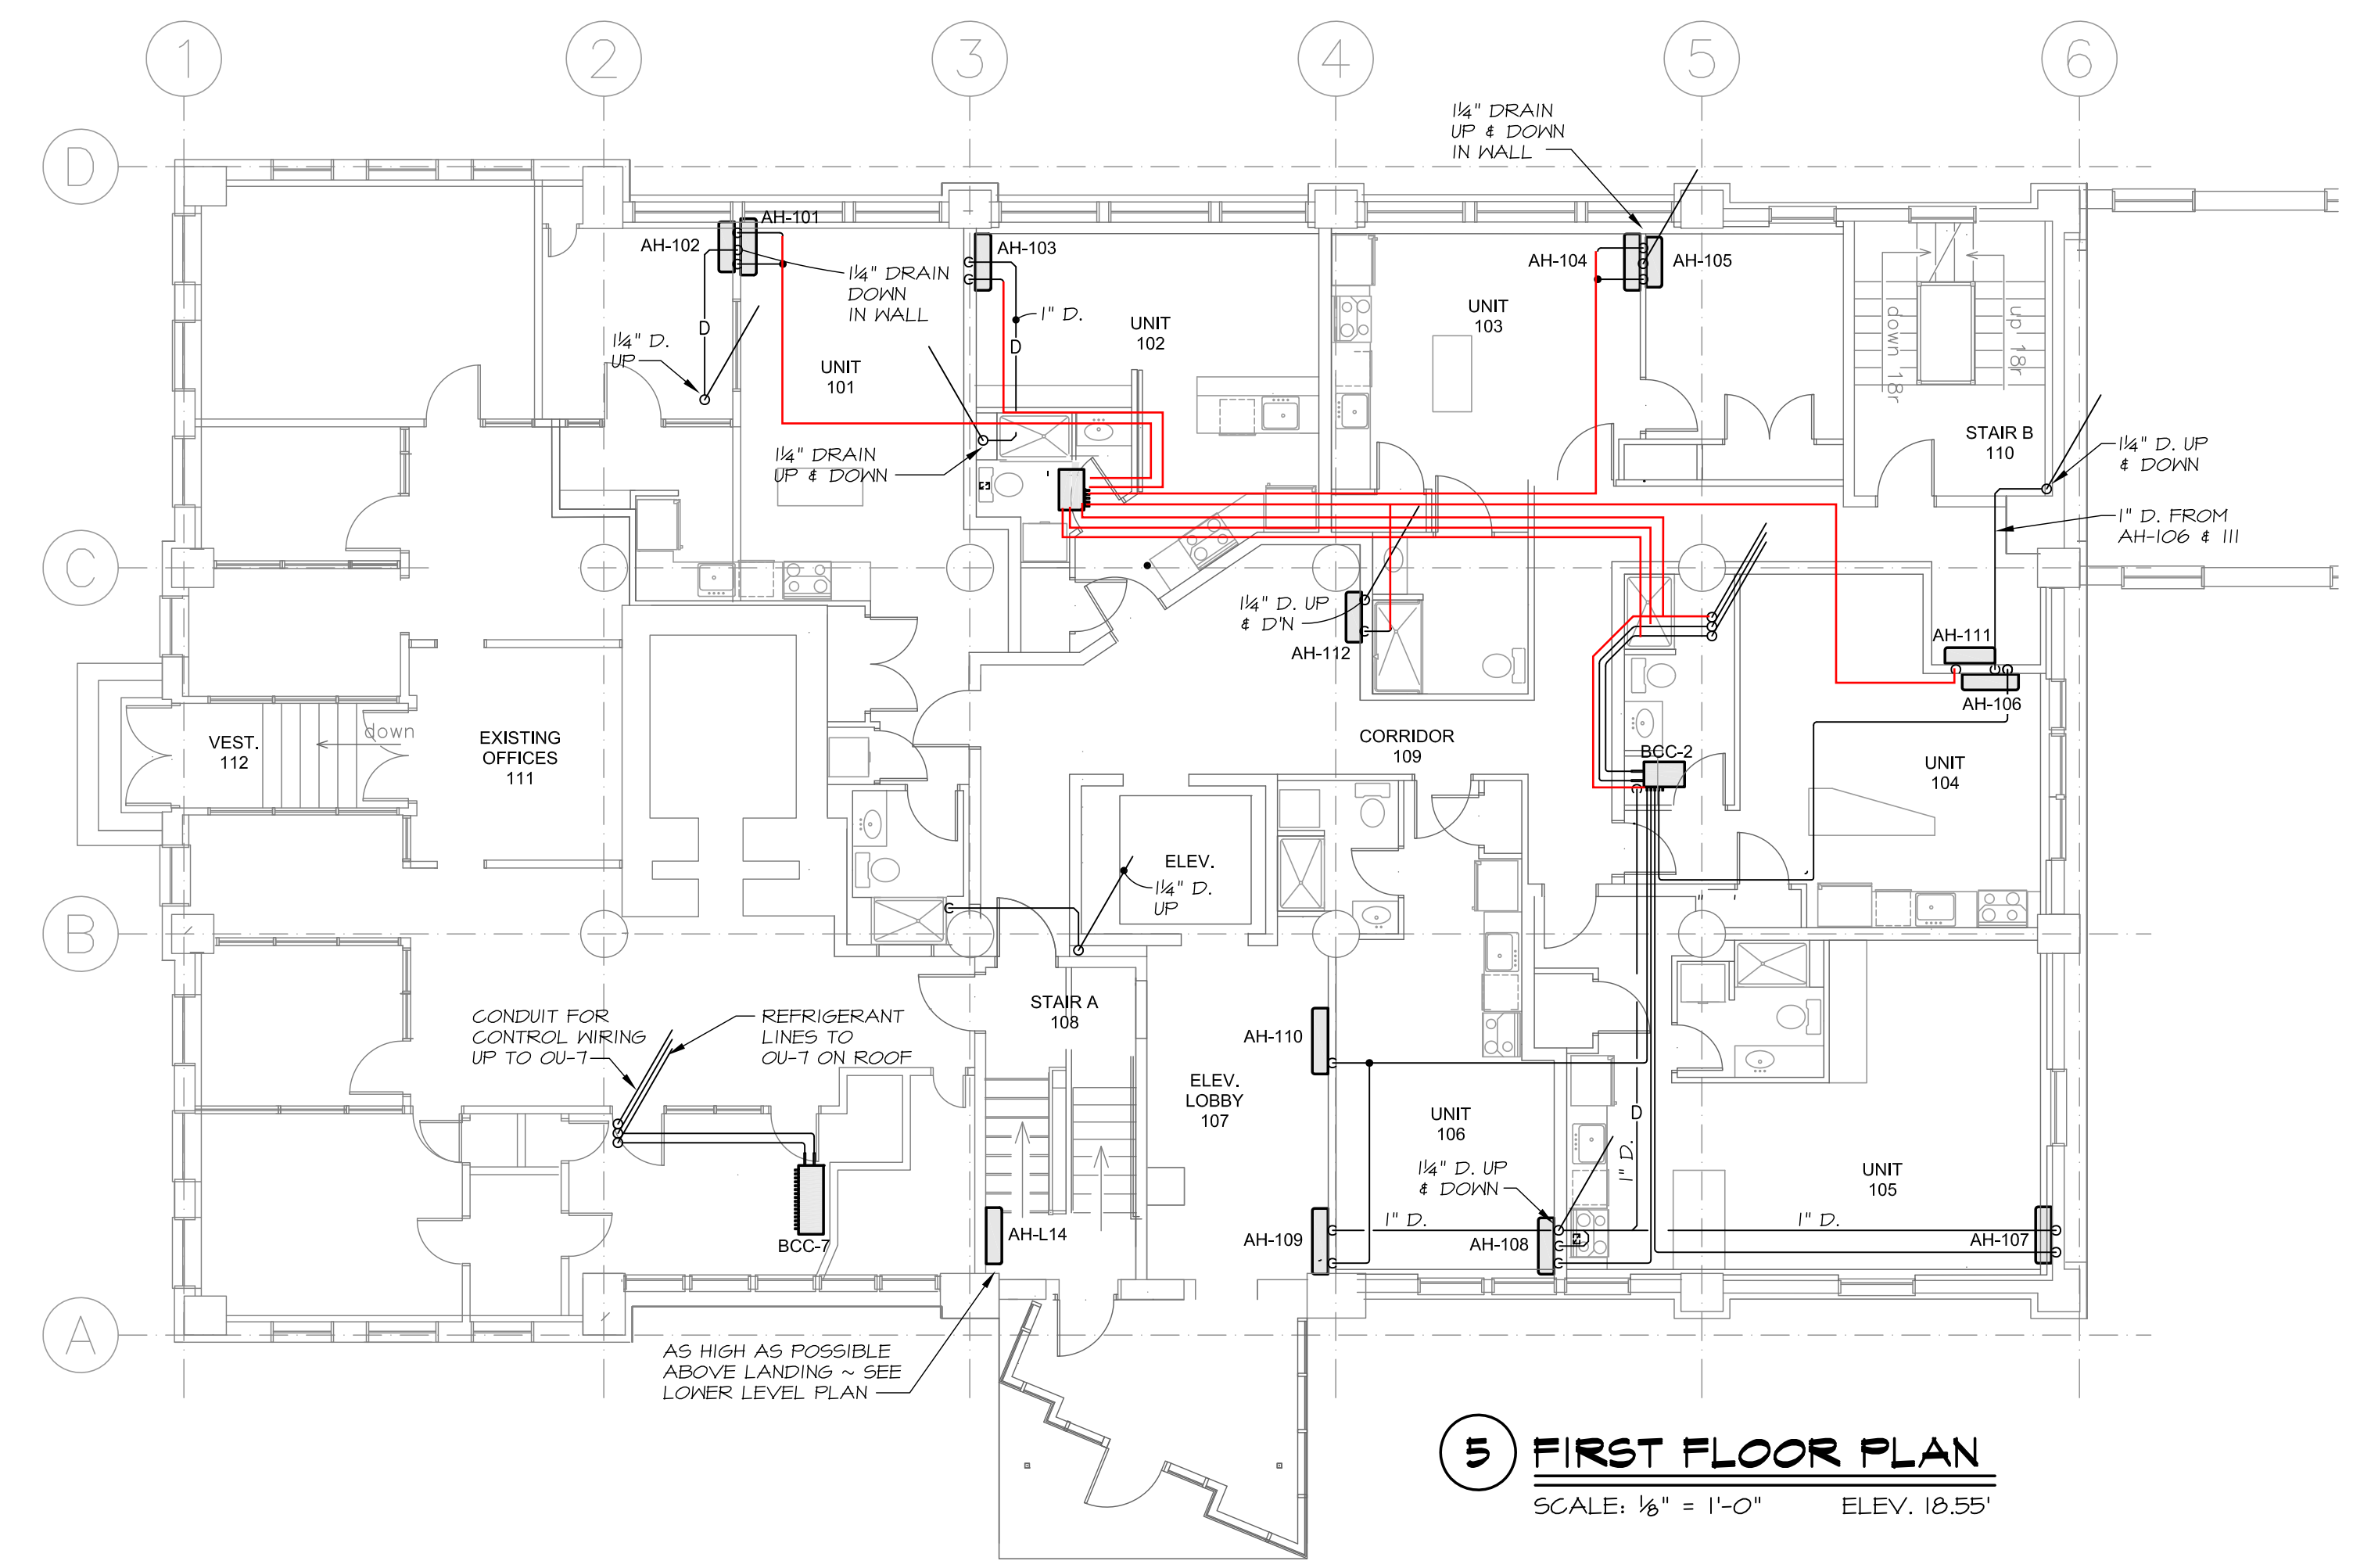 1
2
3
4
5
6
D
C
B
A
1¼" DRAIN
UP & DOWN
IN WALL
AH-101
AH-102
AH-103
AH-104
AH-105
1¼" DRAIN
DOWN
IN WALL
1" D.
D
D
1¼" D.
UP
UNIT
101
UNIT
102
UNIT
103
down 18r
up 18r
STAIR B
110
1¼" D. UP
& DOWN
1¼" DRAIN
UP & DOWN
1" D. FROM
AH-106 & 111
1¼" D. UP
& D'N
AH-112
AH-111
AH-106
VEST.
112
down
EXISTING
OFFICES
111
CORRIDOR
109
BCC-2
UNIT
104
ELEV.
1¼" D.
UP
STAIR A
108
CONDUIT FOR
CONTROL WIRING
UP TO OU-7
REFRIGERANT
LINES TO
OU-7 ON ROOF
AH-110
ELEV.
LOBBY
107
UNIT
106
D
1" D.
1¼" D. UP
& DOWN
UNIT
105
1" D.
1" D.
AH-L14
AH-109
AH-108
AH-107
BCC-7
AS HIGH AS POSSIBLE
ABOVE LANDING ~ SEE
LOWER LEVEL PLAN
5 FIRST FLOOR PLAN
SCALE: ⅛" = 1'-0" ELEV. 18.55'